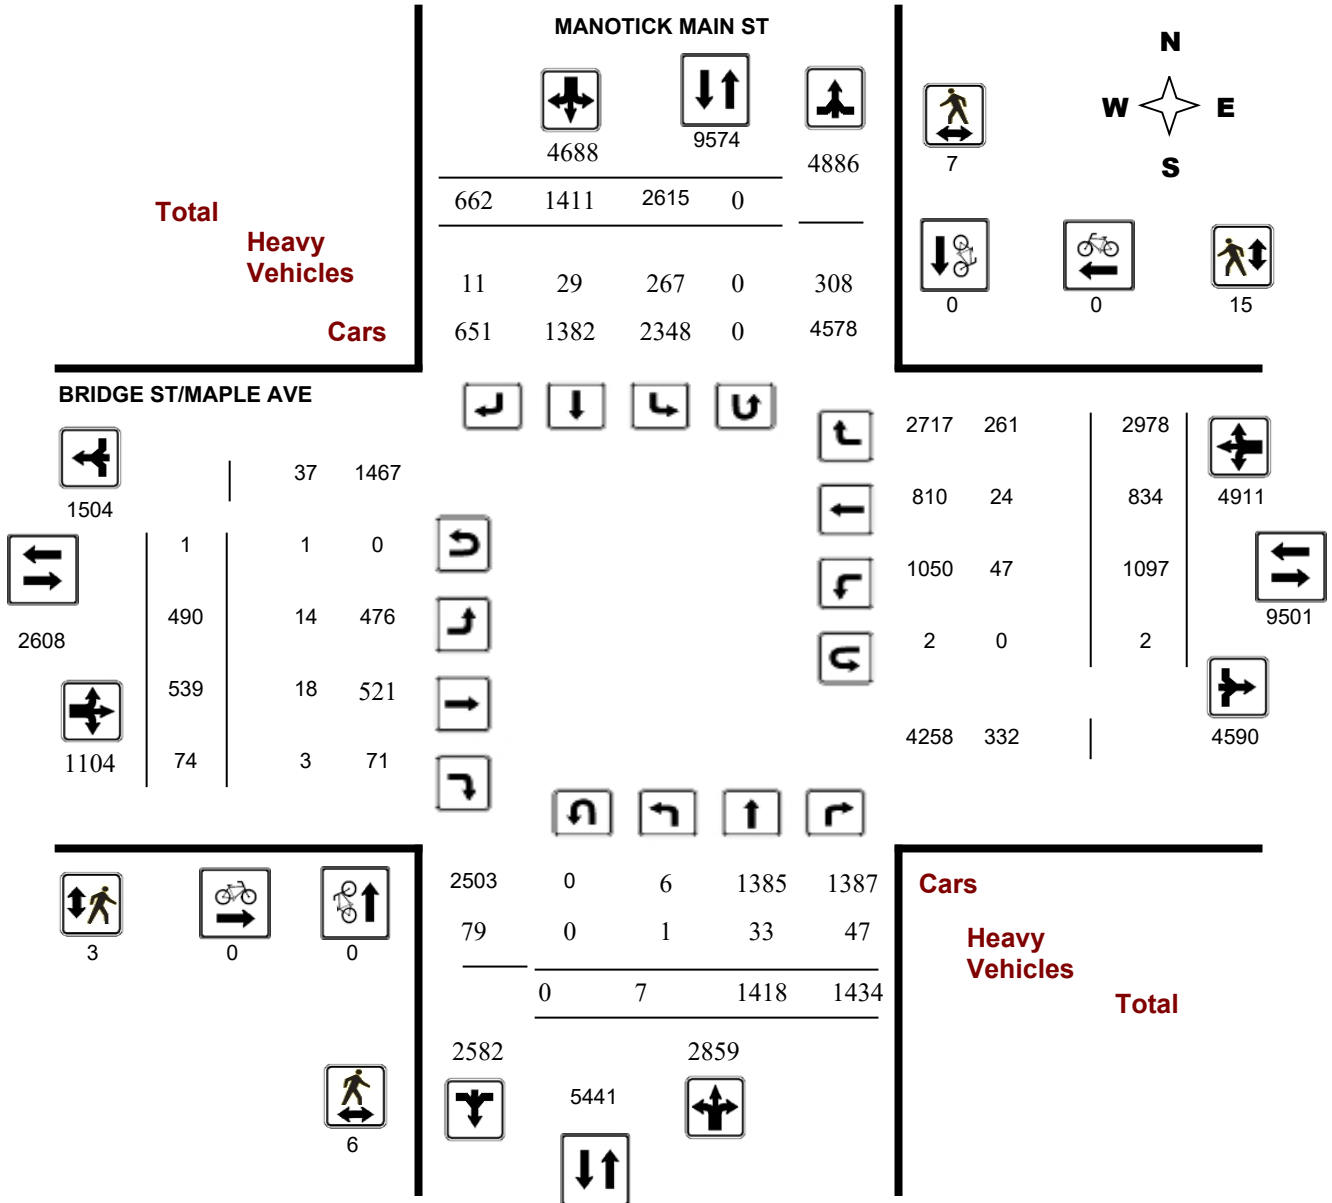 MANOTICK MAIN ST
N
W E
S
4688 9574 4886 7
662 1411 2615 0
Total
Heavy
Vehicles
11 29 267 0 308
0 0 15
Cars
651 1382 2348 0 4578
BRIDGE ST/MAPLE AVE
2717 261 2978
37 1467
1504
810 24 834 4911
1 1 0
1050 47 1097
490 14 476
9501
2608
2 0 2
539 18 521
4258 332 4590
1104 74 3 71
2503 0 6 1385 1387 Cars
79 0 1 33 47 Heavy
Vehicles
3 0 0
0 7 1418 1434 Total
2582 2859
5441
6